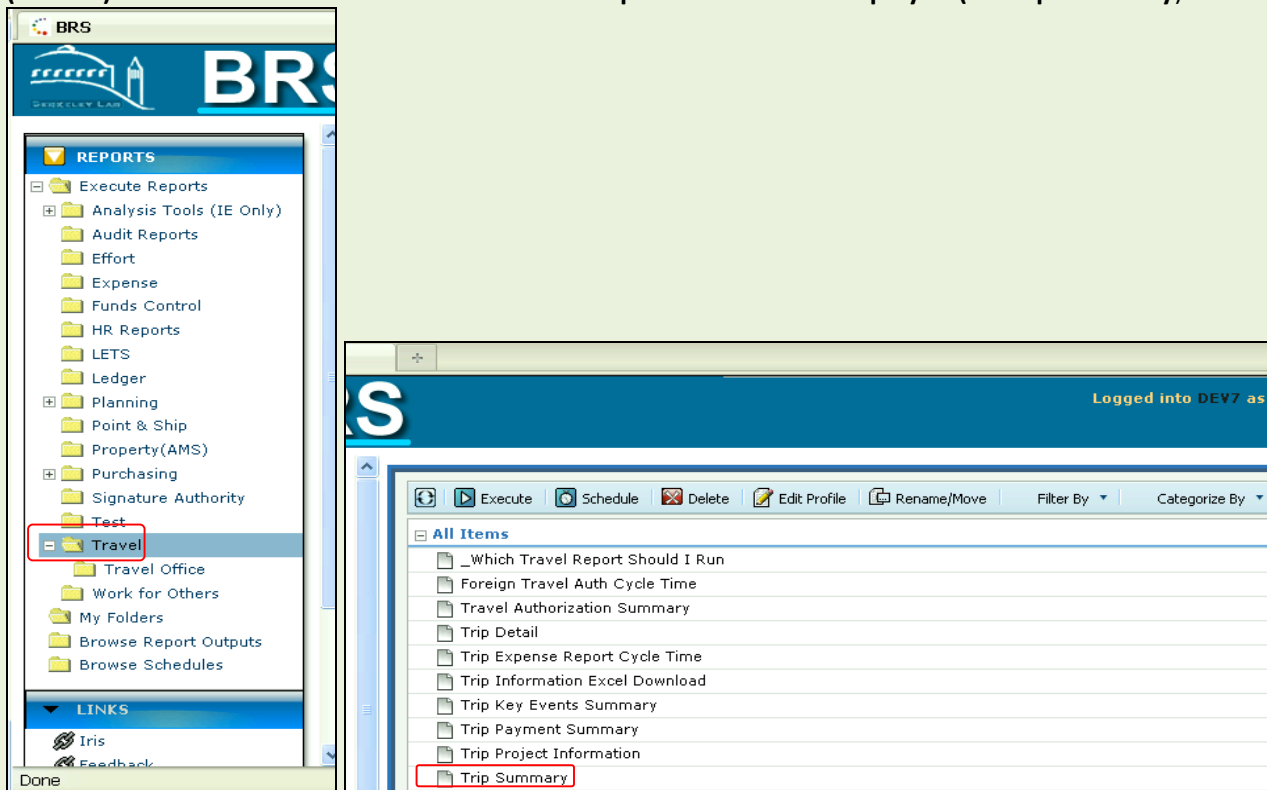 BRS
BERKELEY LAB
BRS
REPORTS
Execute Reports
Analysis Tools (IE Only)
Audit Reports
Effort
Expense
Funds Control
HR Reports
LETS
Ledger
Planning
Point & Ship
Property(AMS)
Purchasing
Signature Authority
Test
Travel
Travel Office
Work for Others
My Folders
Browse Report Outputs
Browse Schedules
LINKS
Iris
Feedback
Done
RS
Logged into DEV7 as
Execute Schedule Delete Edit Profile Rename/Move Filter By Categorize By
All Items
_Which Travel Report Should I Run
Foreign Travel Auth Cycle Time
Travel Authorization Summary
Trip Detail
Trip Expense Report Cycle Time
Trip Information Excel Download
Trip Key Events Summary
Trip Payment Summary
Trip Project Information
Trip Summary